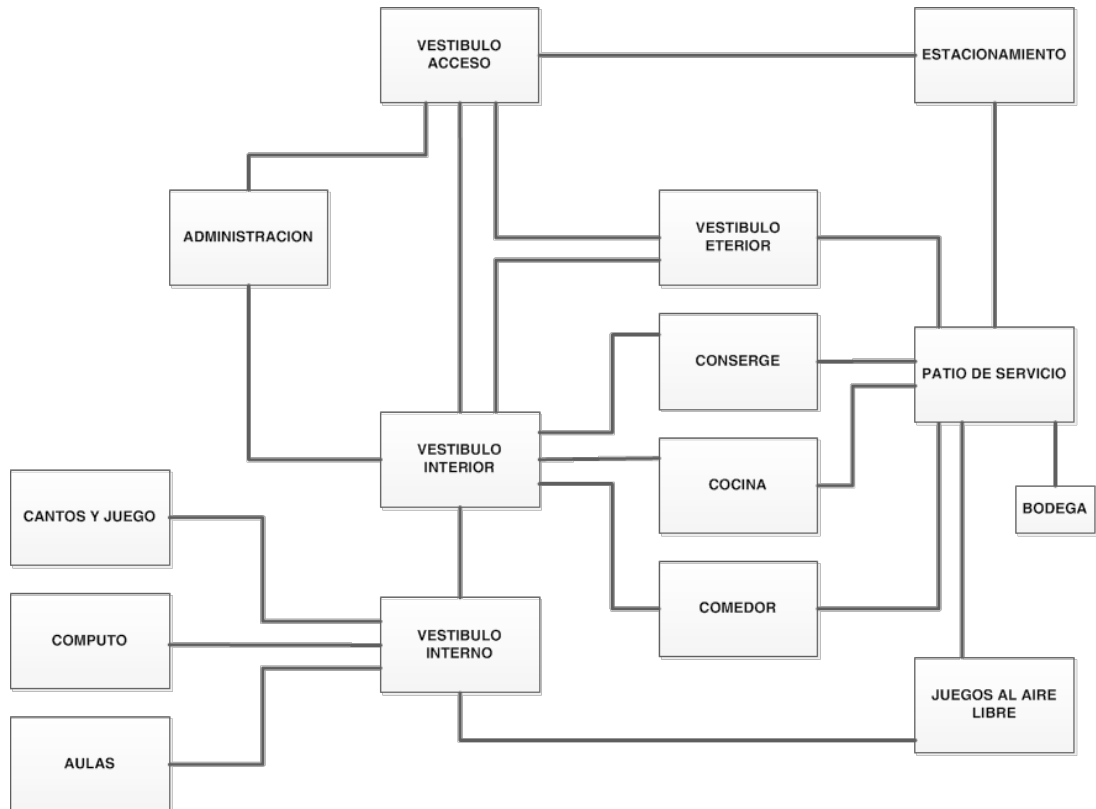 VESTIBULO
ACCESO
ESTACIONAMIENTO
ADMINISTRACION
VESTIBULO
ETERIOR
CONSERGE
PATIO DE SERVICIO
VESTIBULO
INTERIOR
COCINA
CANTOS Y JUEGO
BODEGA
COMPUTO
VESTIBULO
INTERNO
COMEDOR
JUEGOS AL AIRE
LIBRE
AULAS